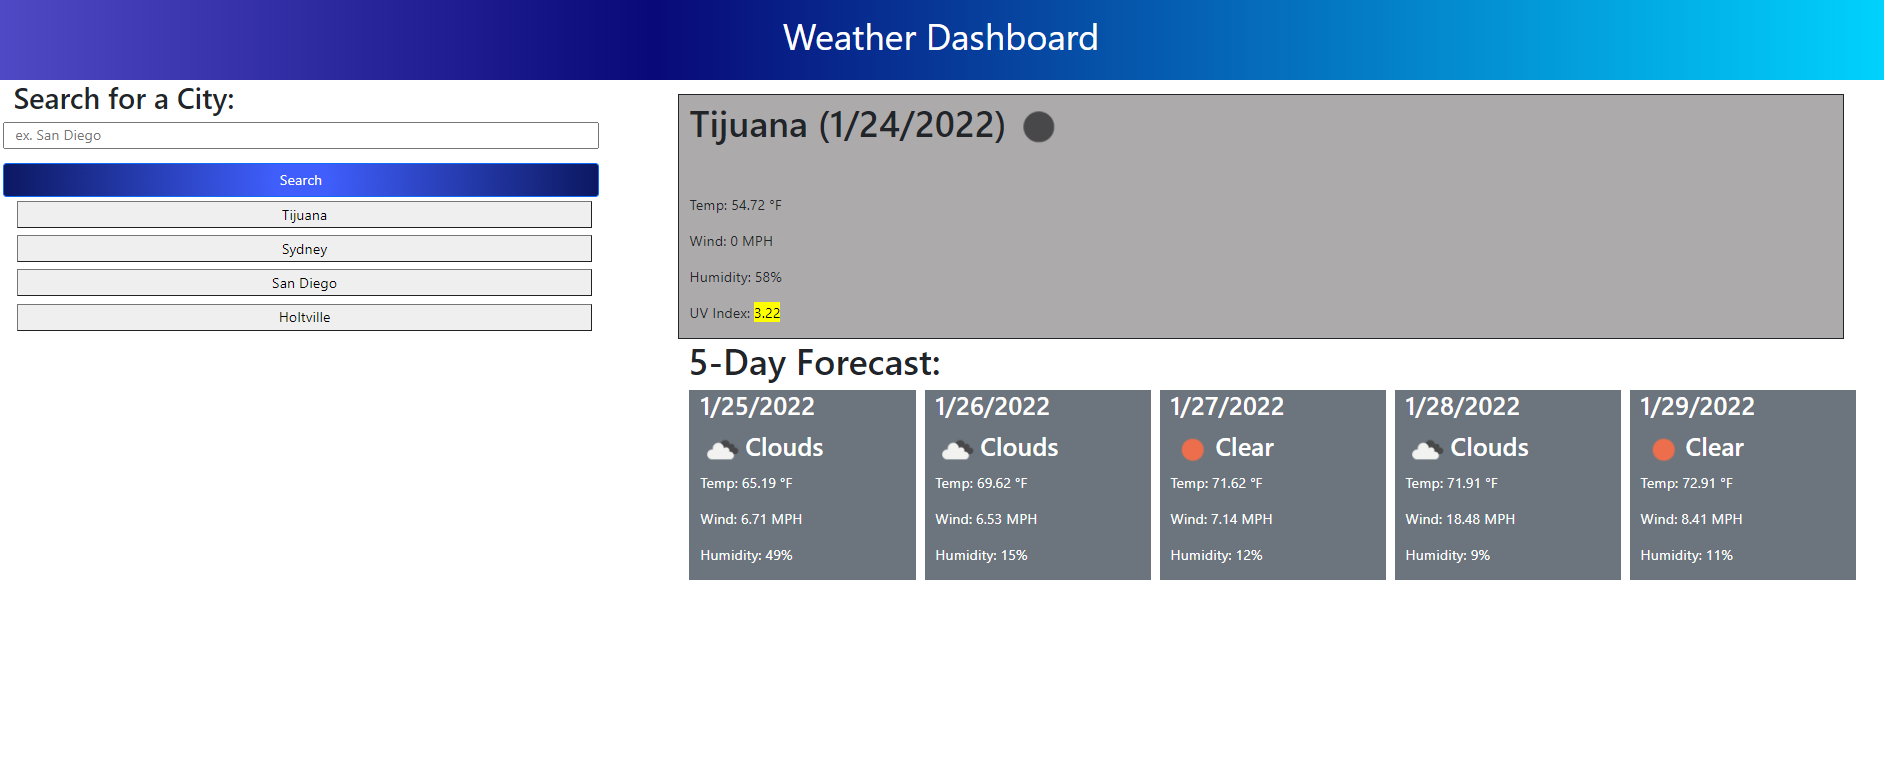 Weather Dashboard
Search for a City:
ex. San Diego
Search
Tijuana
Sydney
San Diego
Holtville
Tijuana (1/24/2022)
Temp: 54.72 °F
Wind: 0 MPH
Humidity: 58%
UV Index: 3.22
5-Day Forecast:
1/25/2022
Clouds
Temp: 65.19 °F
Wind: 6.71 MPH
Humidity: 49%
1/26/2022
Clouds
Temp: 69.62 °F
Wind: 6.53 MPH
Humidity: 15%
1/27/2022
Clear
Temp: 71.62 °F
Wind: 7.14 MPH
Humidity: 12%
1/28/2022
Clouds
Temp: 71.91 °F
Wind: 18.48 MPH
Humidity: 9%
1/29/2022
Clear
Temp: 72.91 °F
Wind: 8.41 MPH
Humidity: 11%